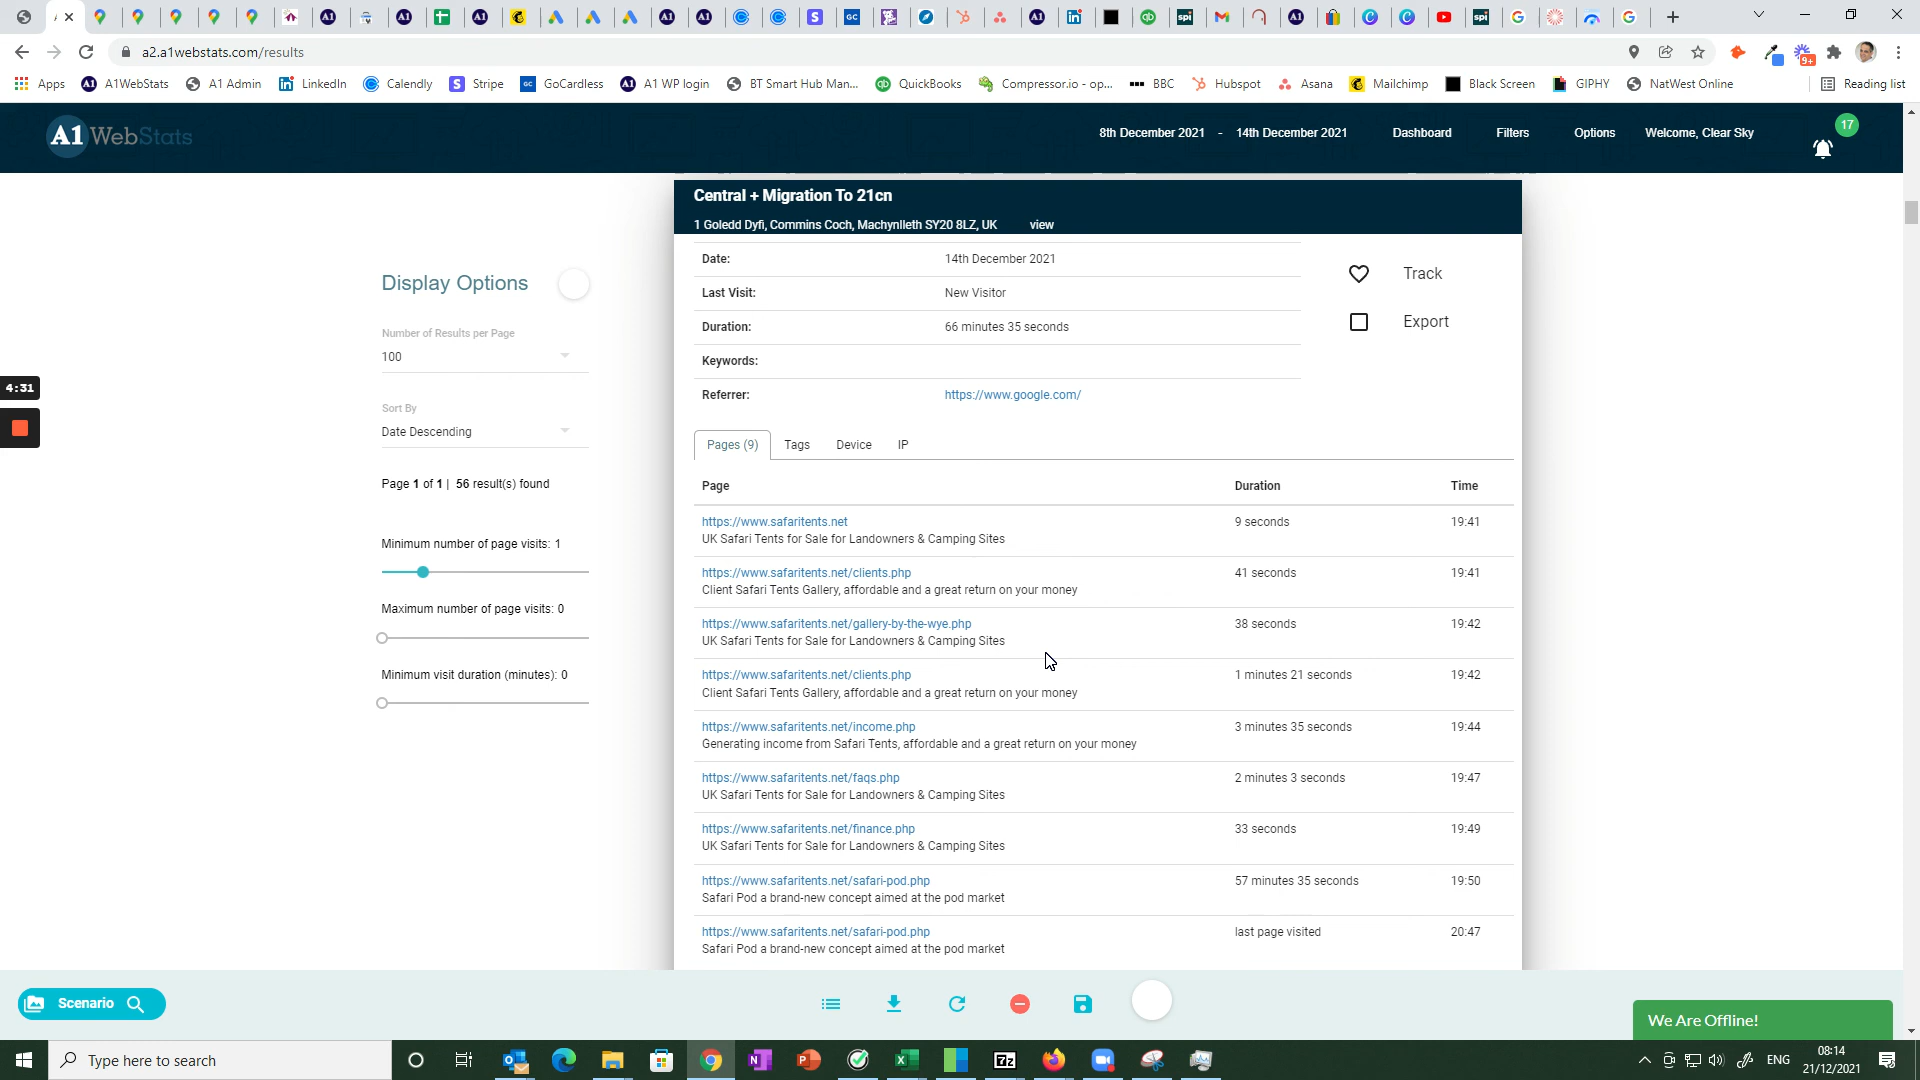 a2.a1webstats.com/results
9+
Apps
A1WebStats
A1 Admin
LinkedIn
Calendly
Stripe
GoCardless
A1 WP login
BT Smart Hub Man...
QuickBooks
Compressor.io - op...
BBC
Hubspot
Asana
Mailchimp
Black Screen
GIPHY
NatWest Online
Reading list
A1 WebStats
8th December 2021 - 14th December 2021
Dashboard
Filters
Options
Welcome, Clear Sky
17
Central + Migration To 21cn
1 Goledd Dyfi, Commins Coch, Machynlleth SY20 8LZ, UK view
Display Options
Number of Results per Page
100
Sort By
Date Descending
Page 1 of 1 | 56 result(s) found
Minimum number of page visits: 1
Maximum number of page visits: 0
Minimum visit duration (minutes): 0
4:31
Date: 14th December 2021
Last Visit: New Visitor
Duration: 66 minutes 35 seconds
Keywords:
Referrer: https://www.google.com/
Track
Export
Pages (9) Tags Device IP
Page Duration Time
https://www.safaritents.net 9 seconds 19:41
UK Safari Tents for Sale for Landowners & Camping Sites
https://www.safaritents.net/clients.php 41 seconds 19:41
Client Safari Tents Gallery, affordable and a great return on your money
https://www.safaritents.net/gallery-by-the-wye.php 38 seconds 19:42
UK Safari Tents for Sale for Landowners & Camping Sites
https://www.safaritents.net/clients.php 1 minutes 21 seconds 19:42
Client Safari Tents Gallery, affordable and a great return on your money
https://www.safaritents.net/income.php 3 minutes 35 seconds 19:44
Generating income from Safari Tents, affordable and a great return on your money
https://www.safaritents.net/faqs.php 2 minutes 3 seconds 19:47
UK Safari Tents for Sale for Landowners & Camping Sites
https://www.safaritents.net/finance.php 33 seconds 19:49
UK Safari Tents for Sale for Landowners & Camping Sites
https://www.safaritents.net/safari-pod.php 57 minutes 35 seconds 19:50
Safari Pod a brand-new concept aimed at the pod market
https://www.safaritents.net/safari-pod.php last page visited 20:47
Safari Pod a brand-new concept aimed at the pod market
Scenario
We Are Offline!
Type here to search
ENG
08:14
21/12/2021